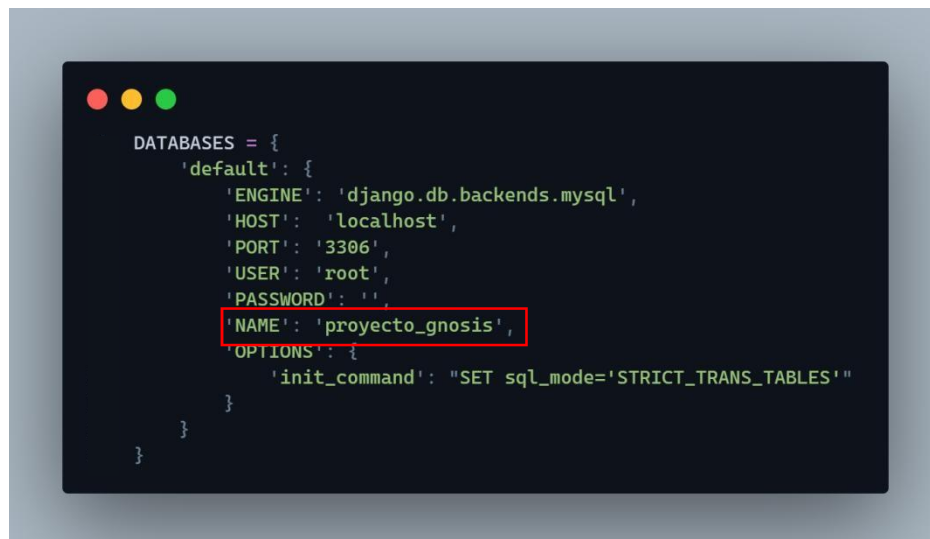 DATABASES = {
'default': {
'ENGINE': 'django.db.backends.mysql',
'HOST':  'localhost',
'PORT': '3306',
'USER': 'root',
'PASSWORD': '',
'NAME': 'proyecto_gnosis',
'OPTIONS': {
'init_command': "SET sql_mode='STRICT_TRANS_TABLES'"
}
}
}